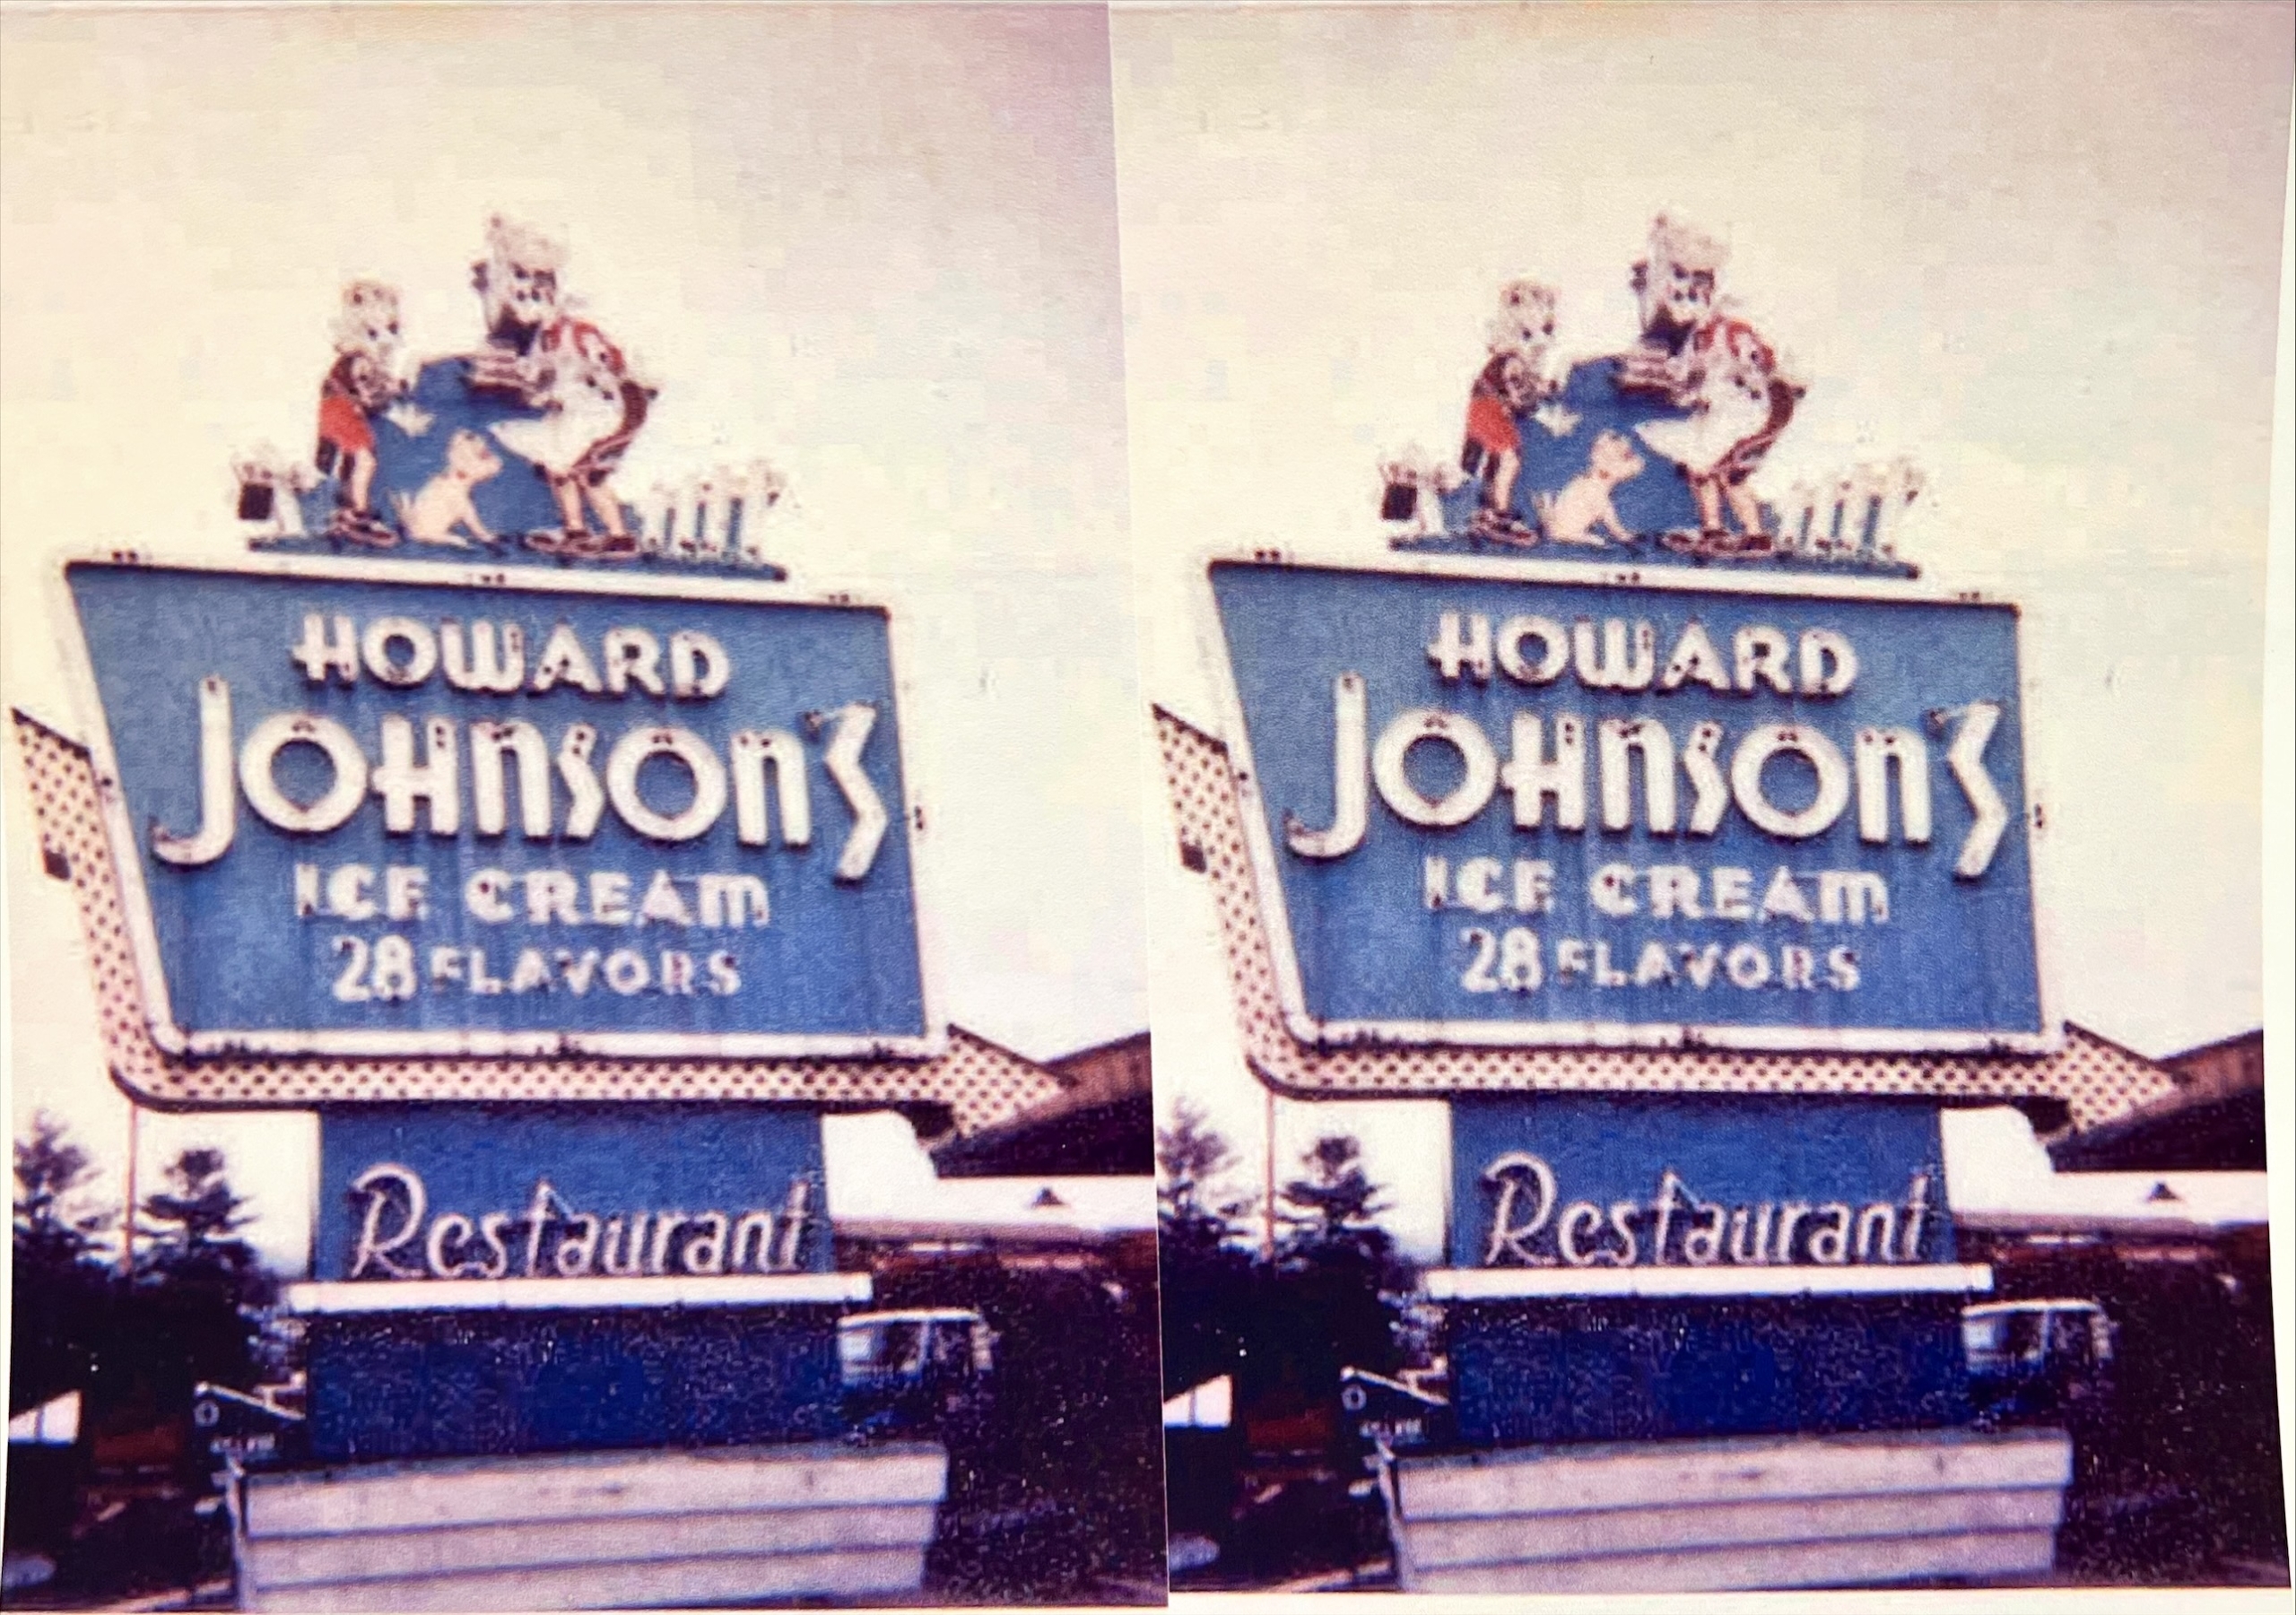 HOWARD
JOHNSON'S
ICE CREAM
28 FLAVORS
Restaurant
HOWARD
JOHNSON'S
ICE CREAM
28 FLAVORS
Restaurant